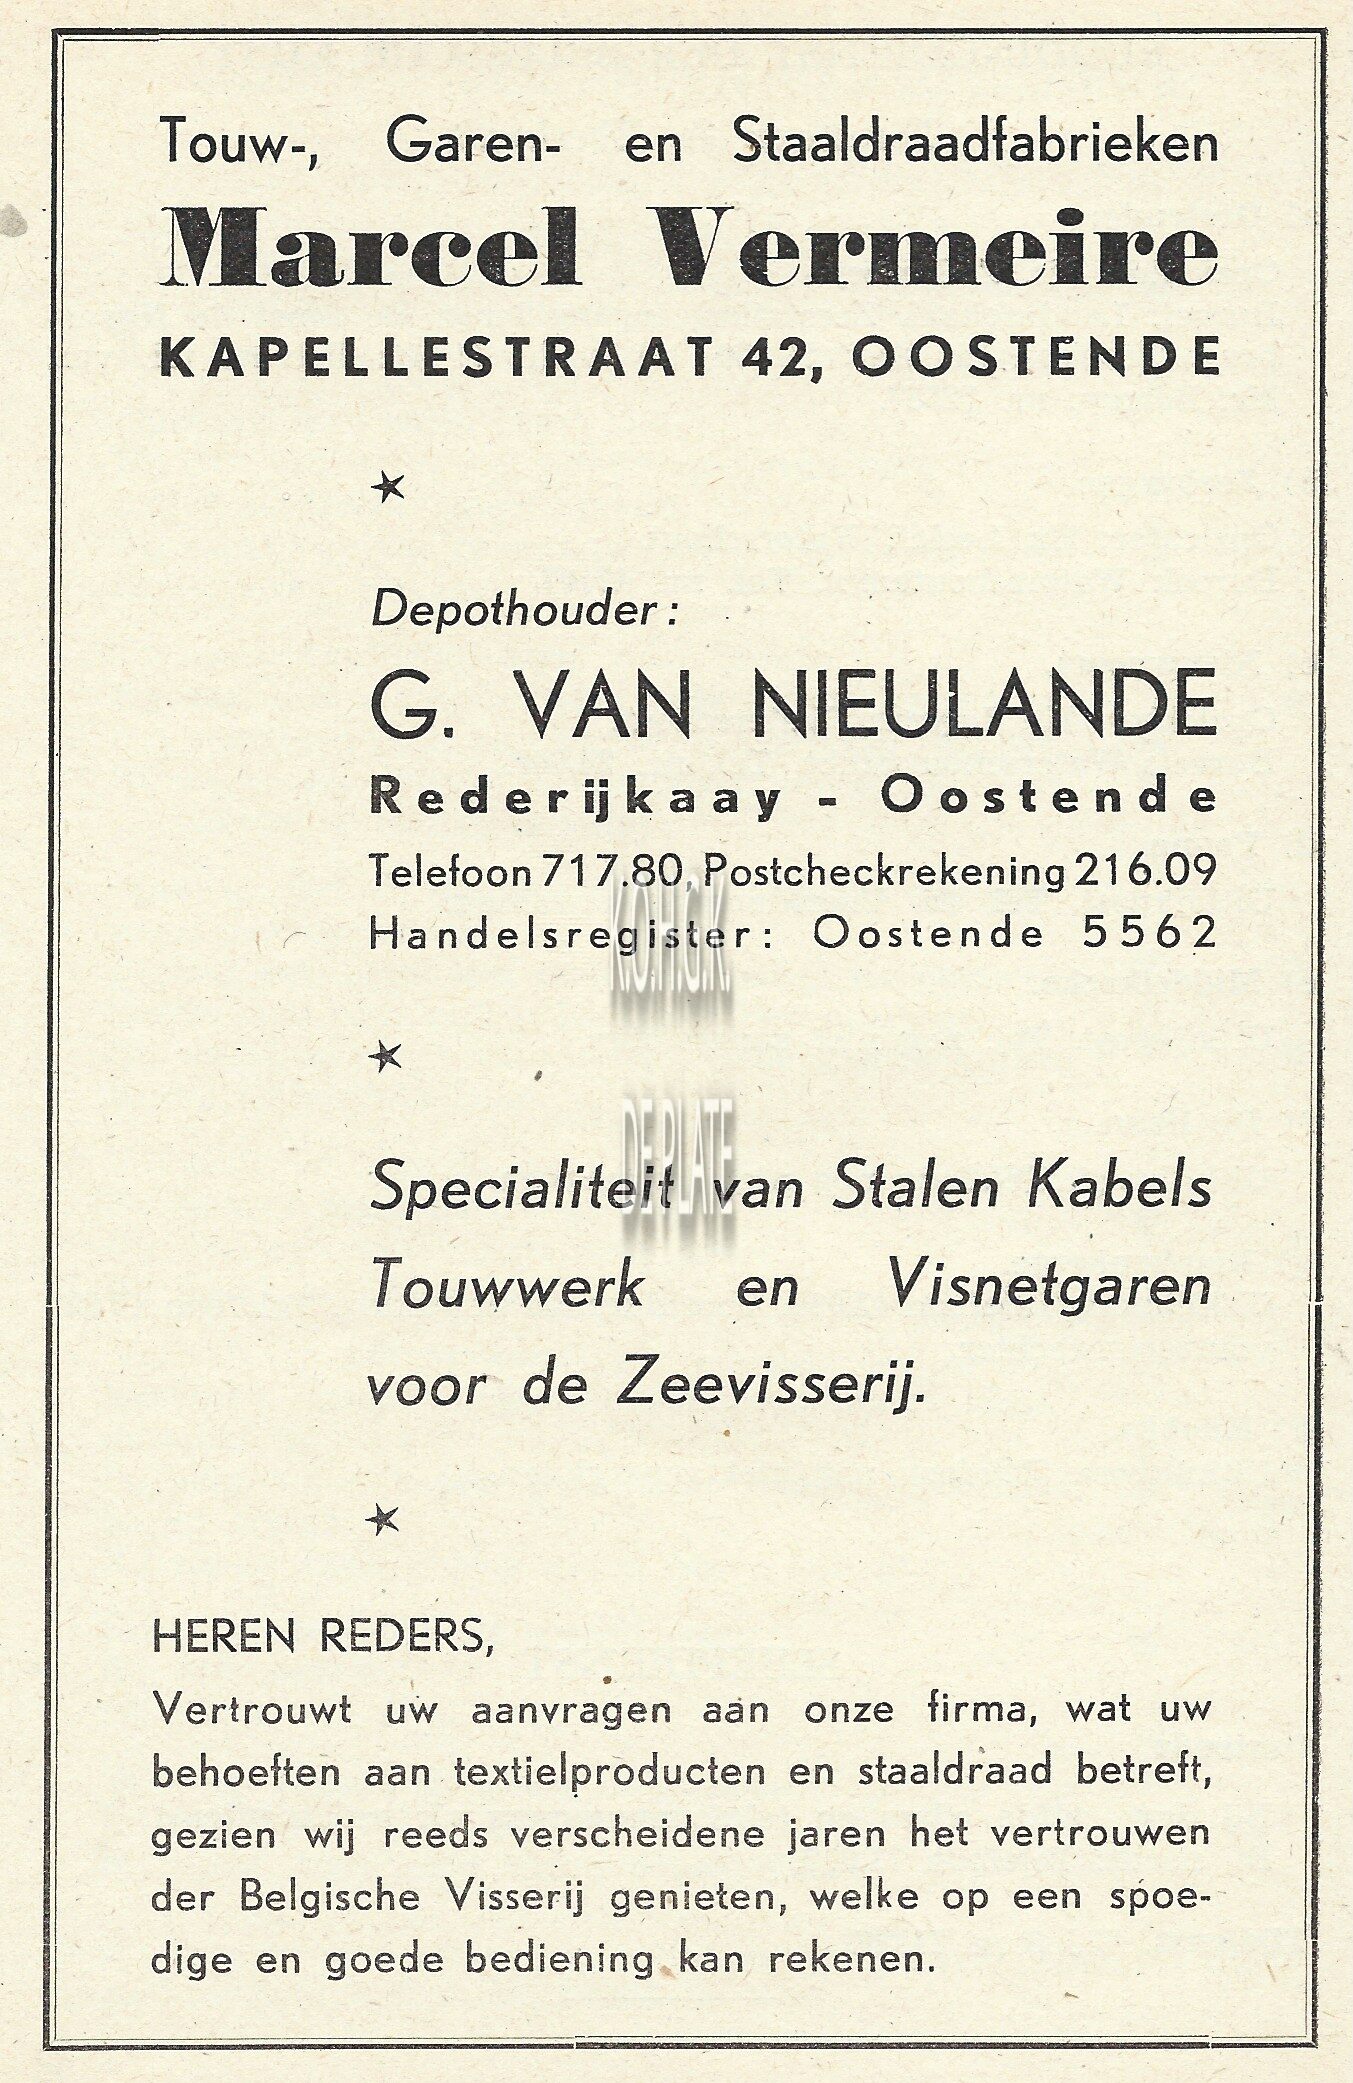 Touw-, Garen- en Staaldraadfabrieken
Marcel Vermeire
KAPELLESTRAAT 42, OOSTENDE
Depothouder:
G. VAN NIEULANDE
Rederijkaay - Oostende
Telefoon 717.80, Postcheckrekening 216.09
Handelsregister: Oostende 5562
K.O.H.G.K.
DE PLATE
Specialiteit van Stalen Kabels
Touwwerk en Visnetgaren
voor de Zeevisserij.
HEREN REDERS,
Vertrouwt uw aanvragen aan onze firma, wat uw
behoeften aan textielproducten en staaldraad betreft,
gezien wij reeds verscheidene jaren het vertrouwen
der Belgische Visserij genieten, welke op een spoe-
dige en goede bediening kan rekenen.